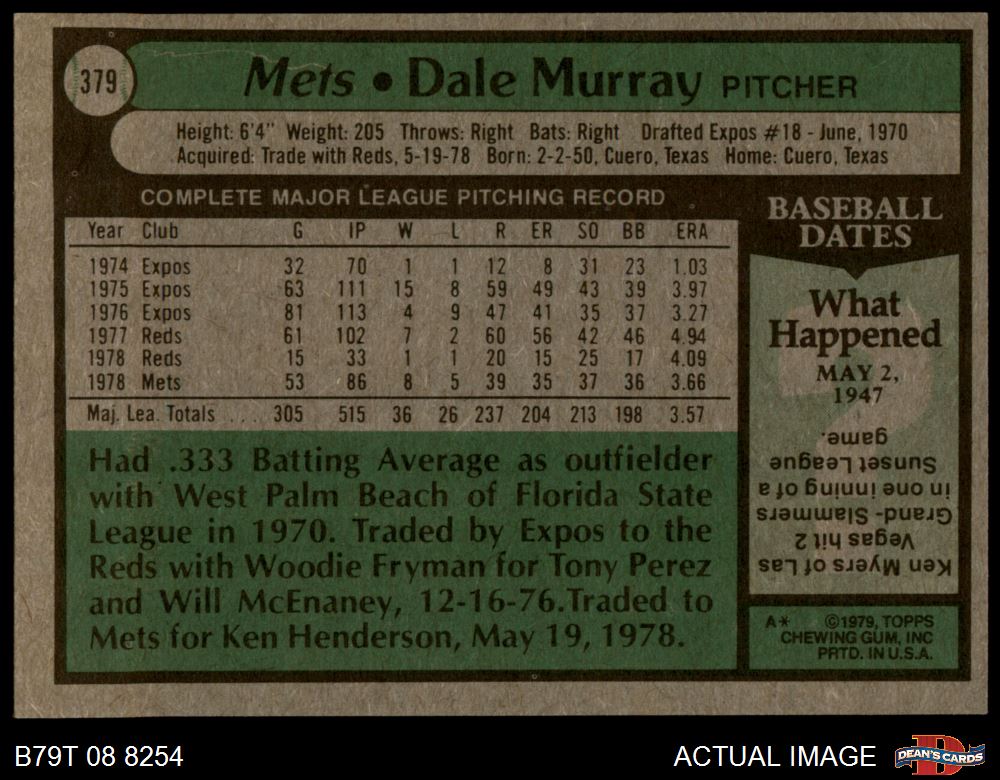 379
Mets • Dale Murray PITCHER
Height: 6'4" Weight: 205 Throws: Right Bats: Right Drafted Expos #18 - June, 1970
Acquired: Trade with Reds, 5-19-78 Born: 2-2-50, Cuero, Texas Home: Cuero, Texas
COMPLETE MAJOR LEAGUE PITCHING RECORD
Year Club G IP W L R ER SO BB ERA
1974 Expos 32 70 1 1 12 8 31 23 1.03
1975 Expos 63 111 15 8 59 49 43 39 3.97
1976 Expos 81 113 4 9 47 41 35 37 3.27
1977 Reds 61 102 7 2 60 56 42 46 4.94
1978 Reds 15 33 1 1 20 15 25 17 4.09
1978 Mets 53 86 8 5 39 35 37 36 3.66
Maj. Lea. Totals . . . 305 515 36 26 237 204 213 198 3.57
Had .333 Batting Average as outfielder
with West Palm Beach of Florida State
League in 1970. Traded by Expos to the
Reds with Woodie Fryman for Tony Perez
and Will McEnaney, 12-16-76.Traded to
Mets for Ken Henderson, May 19, 1978.
BASEBALL
DATES
What
Happened
MAY 2,
1947
Ken Myers of Las
Vegas hit 2
Grand-Slammers
in one inning of a
Sunset League
game.
A* ©1979, TOPPS
CHEWING GUM, INC
PRTD. IN U.S.A.
B79T 08 8254
ACTUAL IMAGE
D
DEAN'S CARDS